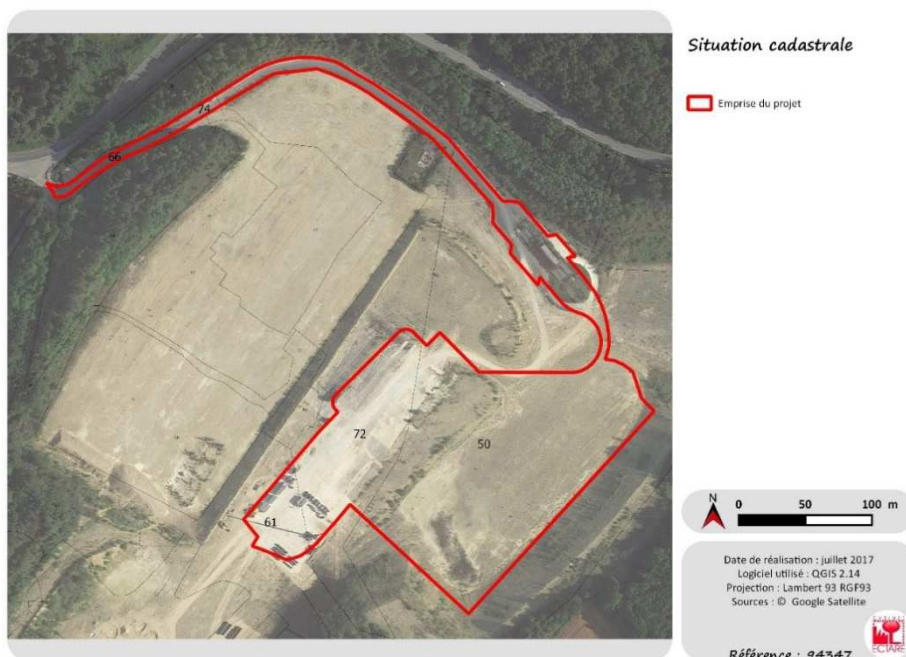 Situation cadastrale
Emprise du projet
74
66
72
50
61
N 0 50 100 m
Date de réalisation : juillet 2017
Logiciel utilisé : QGIS 2.14
Projection : Lambert 93 RGF93
Sources : © Google Satellite
Référence : 94347
ECTARE